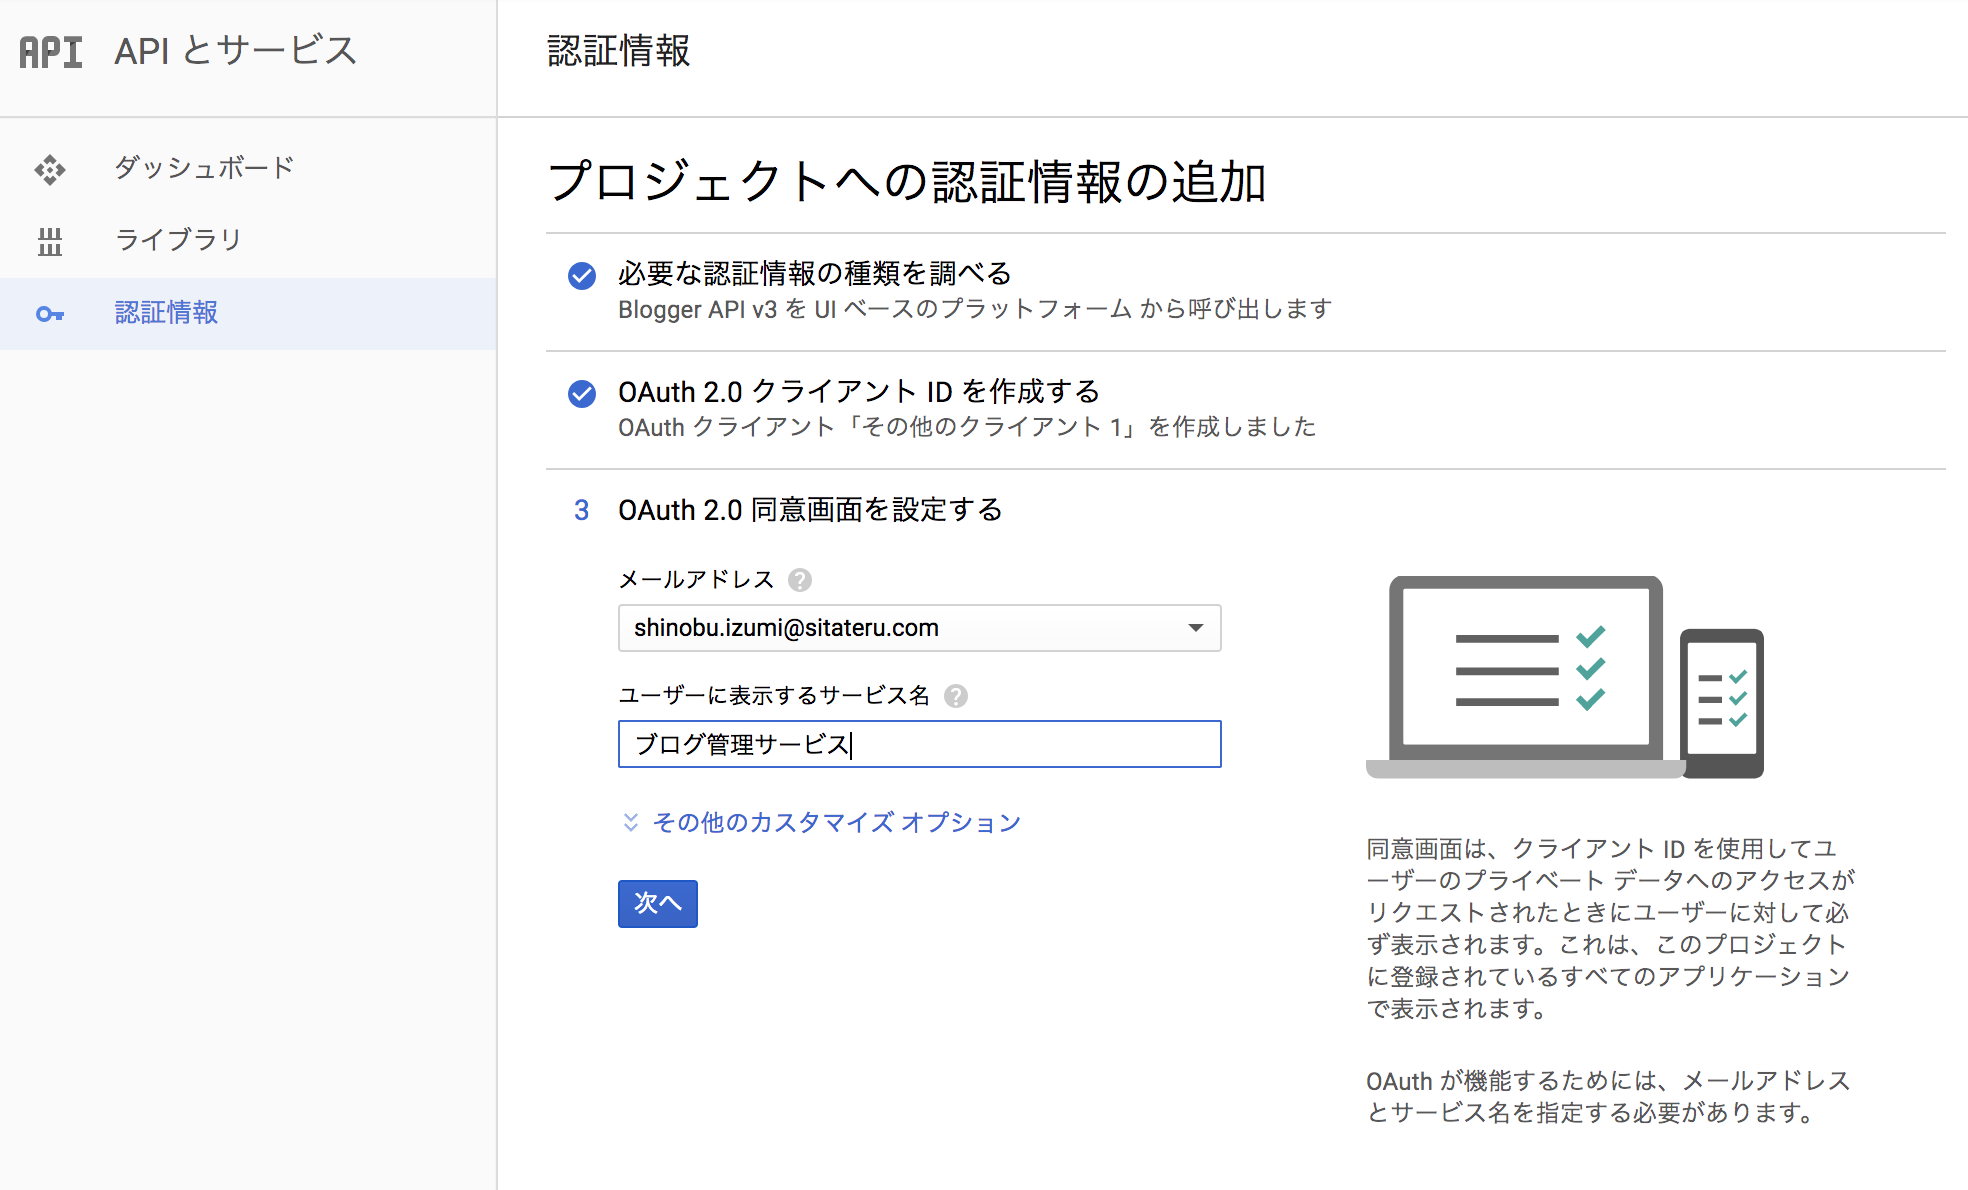 API APIとサービス
認証情報
ダッシュボード
ライブラリ
認証情報
プロジェクトへの認証情報の追加
必要な認証情報の種類を調べる
Blogger API v3 を UI ベースのプラットフォーム から呼び出します
OAuth 2.0 クライアント ID を作成する
OAuth クライアント「その他のクライアント 1」を作成しました
3 OAuth 2.0 同意画面を設定する
メールアドレス ?
shinobu.izumi@sitateru.com
ユーザーに表示するサービス名 ?
ブログ管理サービス
その他のカスタマイズ オプション
次へ
同意画面は、クライアント ID を使用してユ
ーザーのプライベート データへのアクセスが
リクエストされたときにユーザーに対して必
ず表示されます。これは、このプロジェクト
に登録されているすべてのアプリケーション
で表示されます。
OAuth が機能するためには、メールアドレス
とサービス名を指定する必要があります。